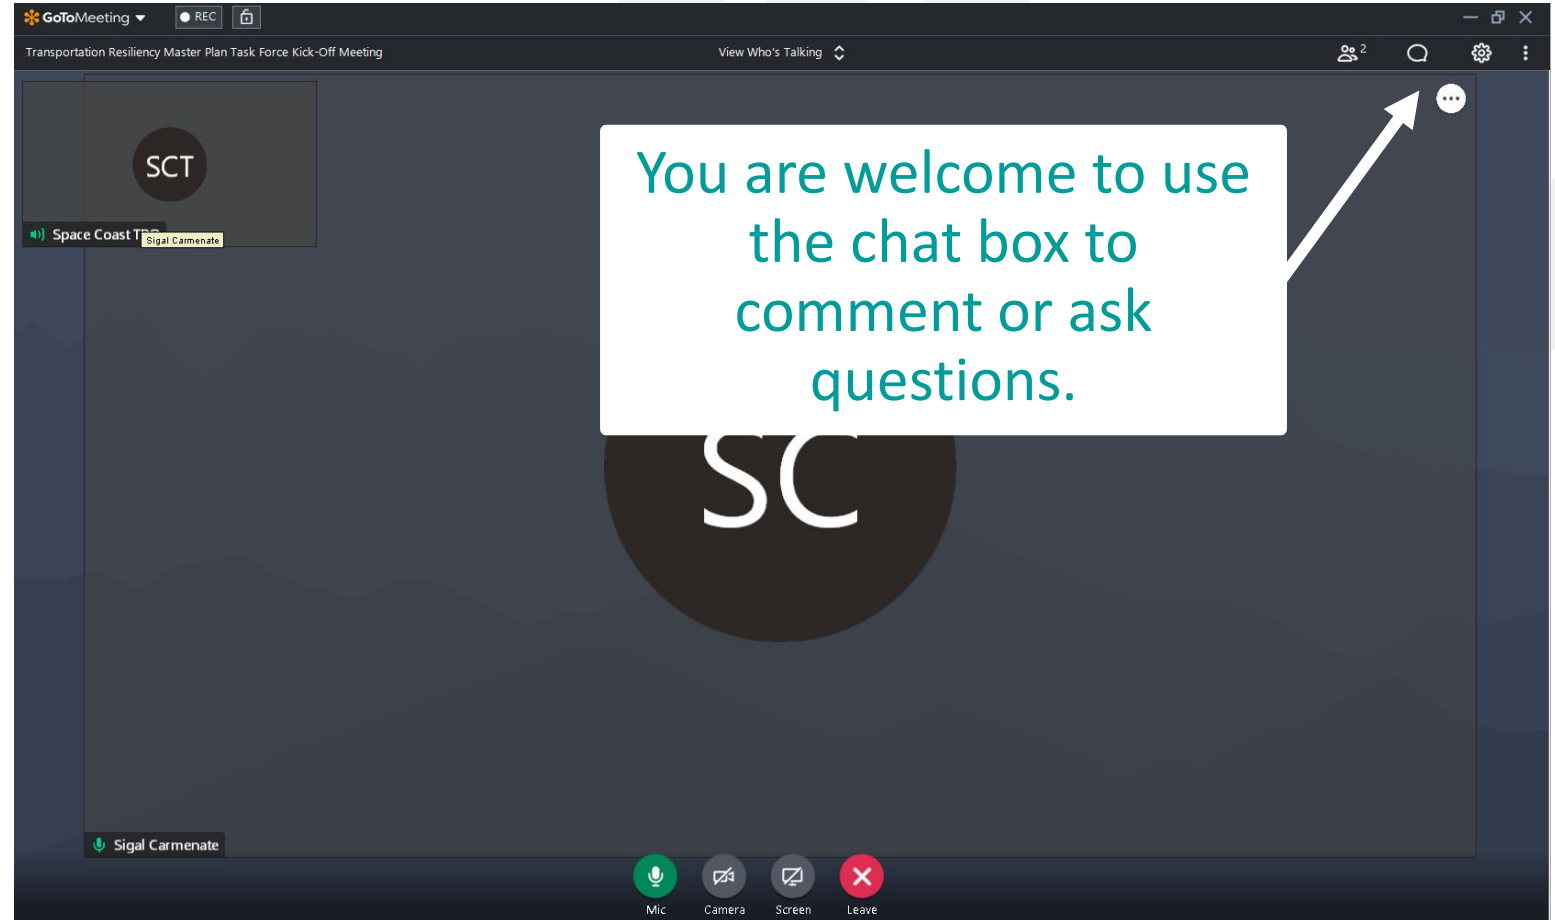 GoToMeeting
REC
Transportation Resiliency Master Plan Task Force Kick-Off Meeting
View Who's Talking
2
SCT
Space Coast
Sigal Carmenate
You are welcome to use
the chat box to
comment or ask
questions.
SC
Sigal Carmenate
Mic
Camera
Screen
Leave